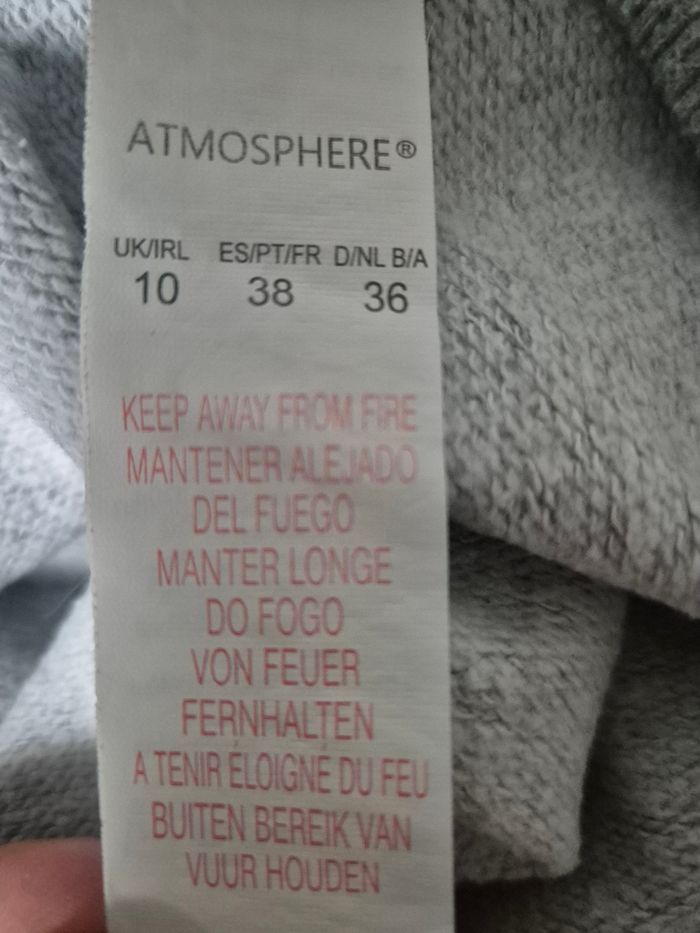 ATMOSPHERE®
UK/IRL ES/PT/FR D/NL B/A
10 38 36
KEEP AWAY FROM FIRE
MANTENER ALEJADO
DEL FUEGO
MANTER LONGE
DO FOGO
VON FEUER
FERNHALTEN
A TENIR ÉLOIGNÉ DU FEU
BUITEN BEREIK VAN
VUUR HOUDEN